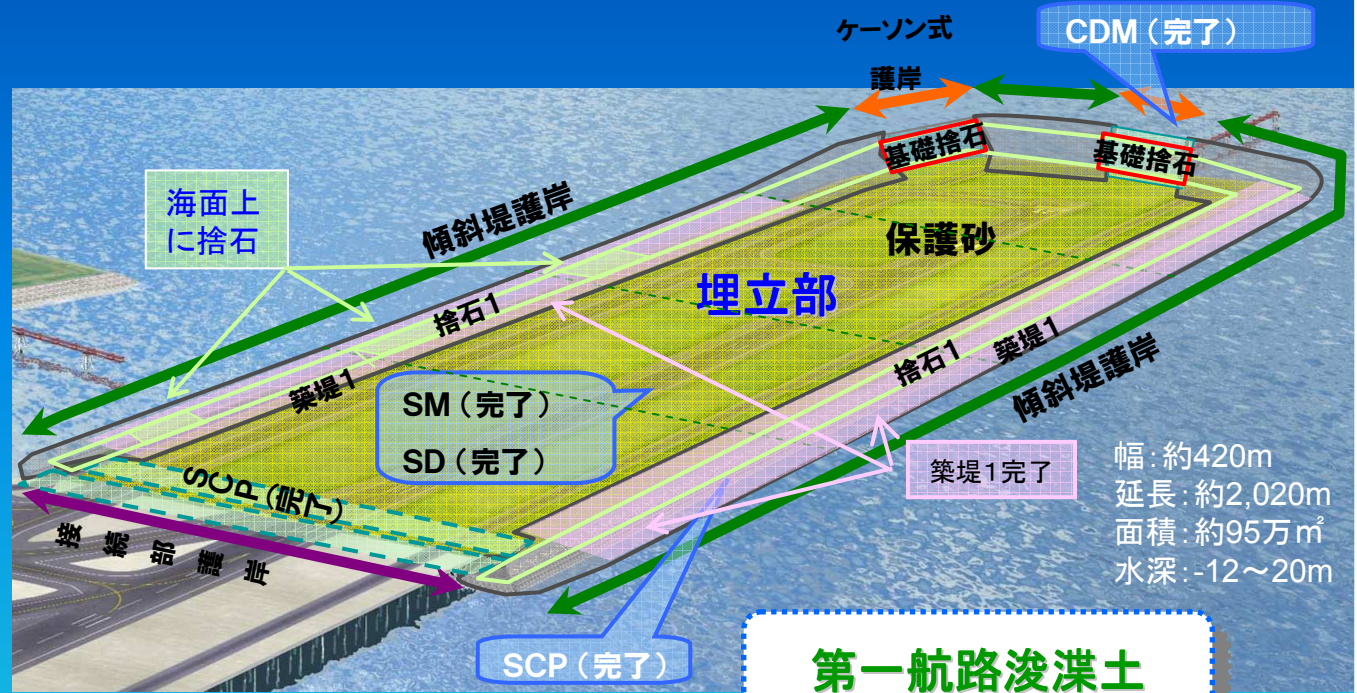 ケーソン式
護岸
CDM（完了）
基礎捨石
基礎捨石
海面上
に捨石
傾斜堤護岸
保護砂
埋立部
捨石1
築堤1
捨石1
築堤1
傾斜堤護岸
SM（完了）
SD（完了）
SCP（完了）
接続部護岸
築堤1完了
幅：約420m
延長：約2,020m
面積：約95万㎡
水深：-12～20m
SCP（完了）
第一航路浚渫土